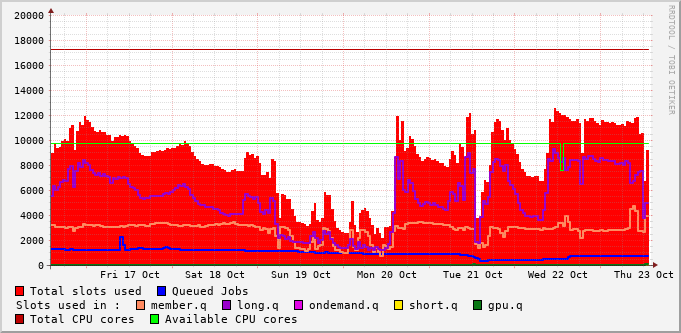 20000
18000
16000
14000
12000
10000
8000
6000
4000
2000
0
Fri 17 Oct Sat 18 Oct Sun 19 Oct Mon 20 Oct Tue 21 Oct Wed 22 Oct Thu 23 Oct
RRDTOOL / TOBI OETIKER
Total slots used Queued Jobs
Slots used in : member.q long.q ondemand.q short.q gpu.q
Total CPU cores Available CPU cores